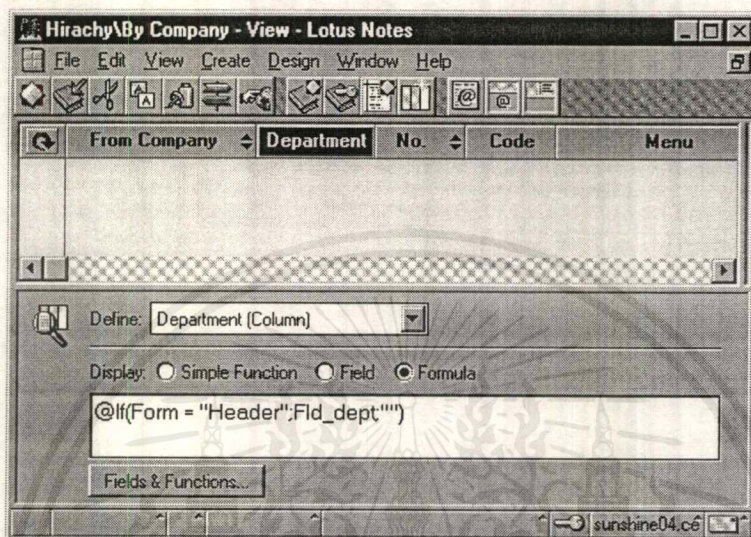 Hirachy\By Company - View - Lotus Notes
File Edit View Create Design Window Help
From Company Department No. Code Menu
Define: Department (Column)
Display: Simple Function Field Formula
@If(Form = "Header";Fld_dept;"")
Fields & Functions...
sunshine04.ce